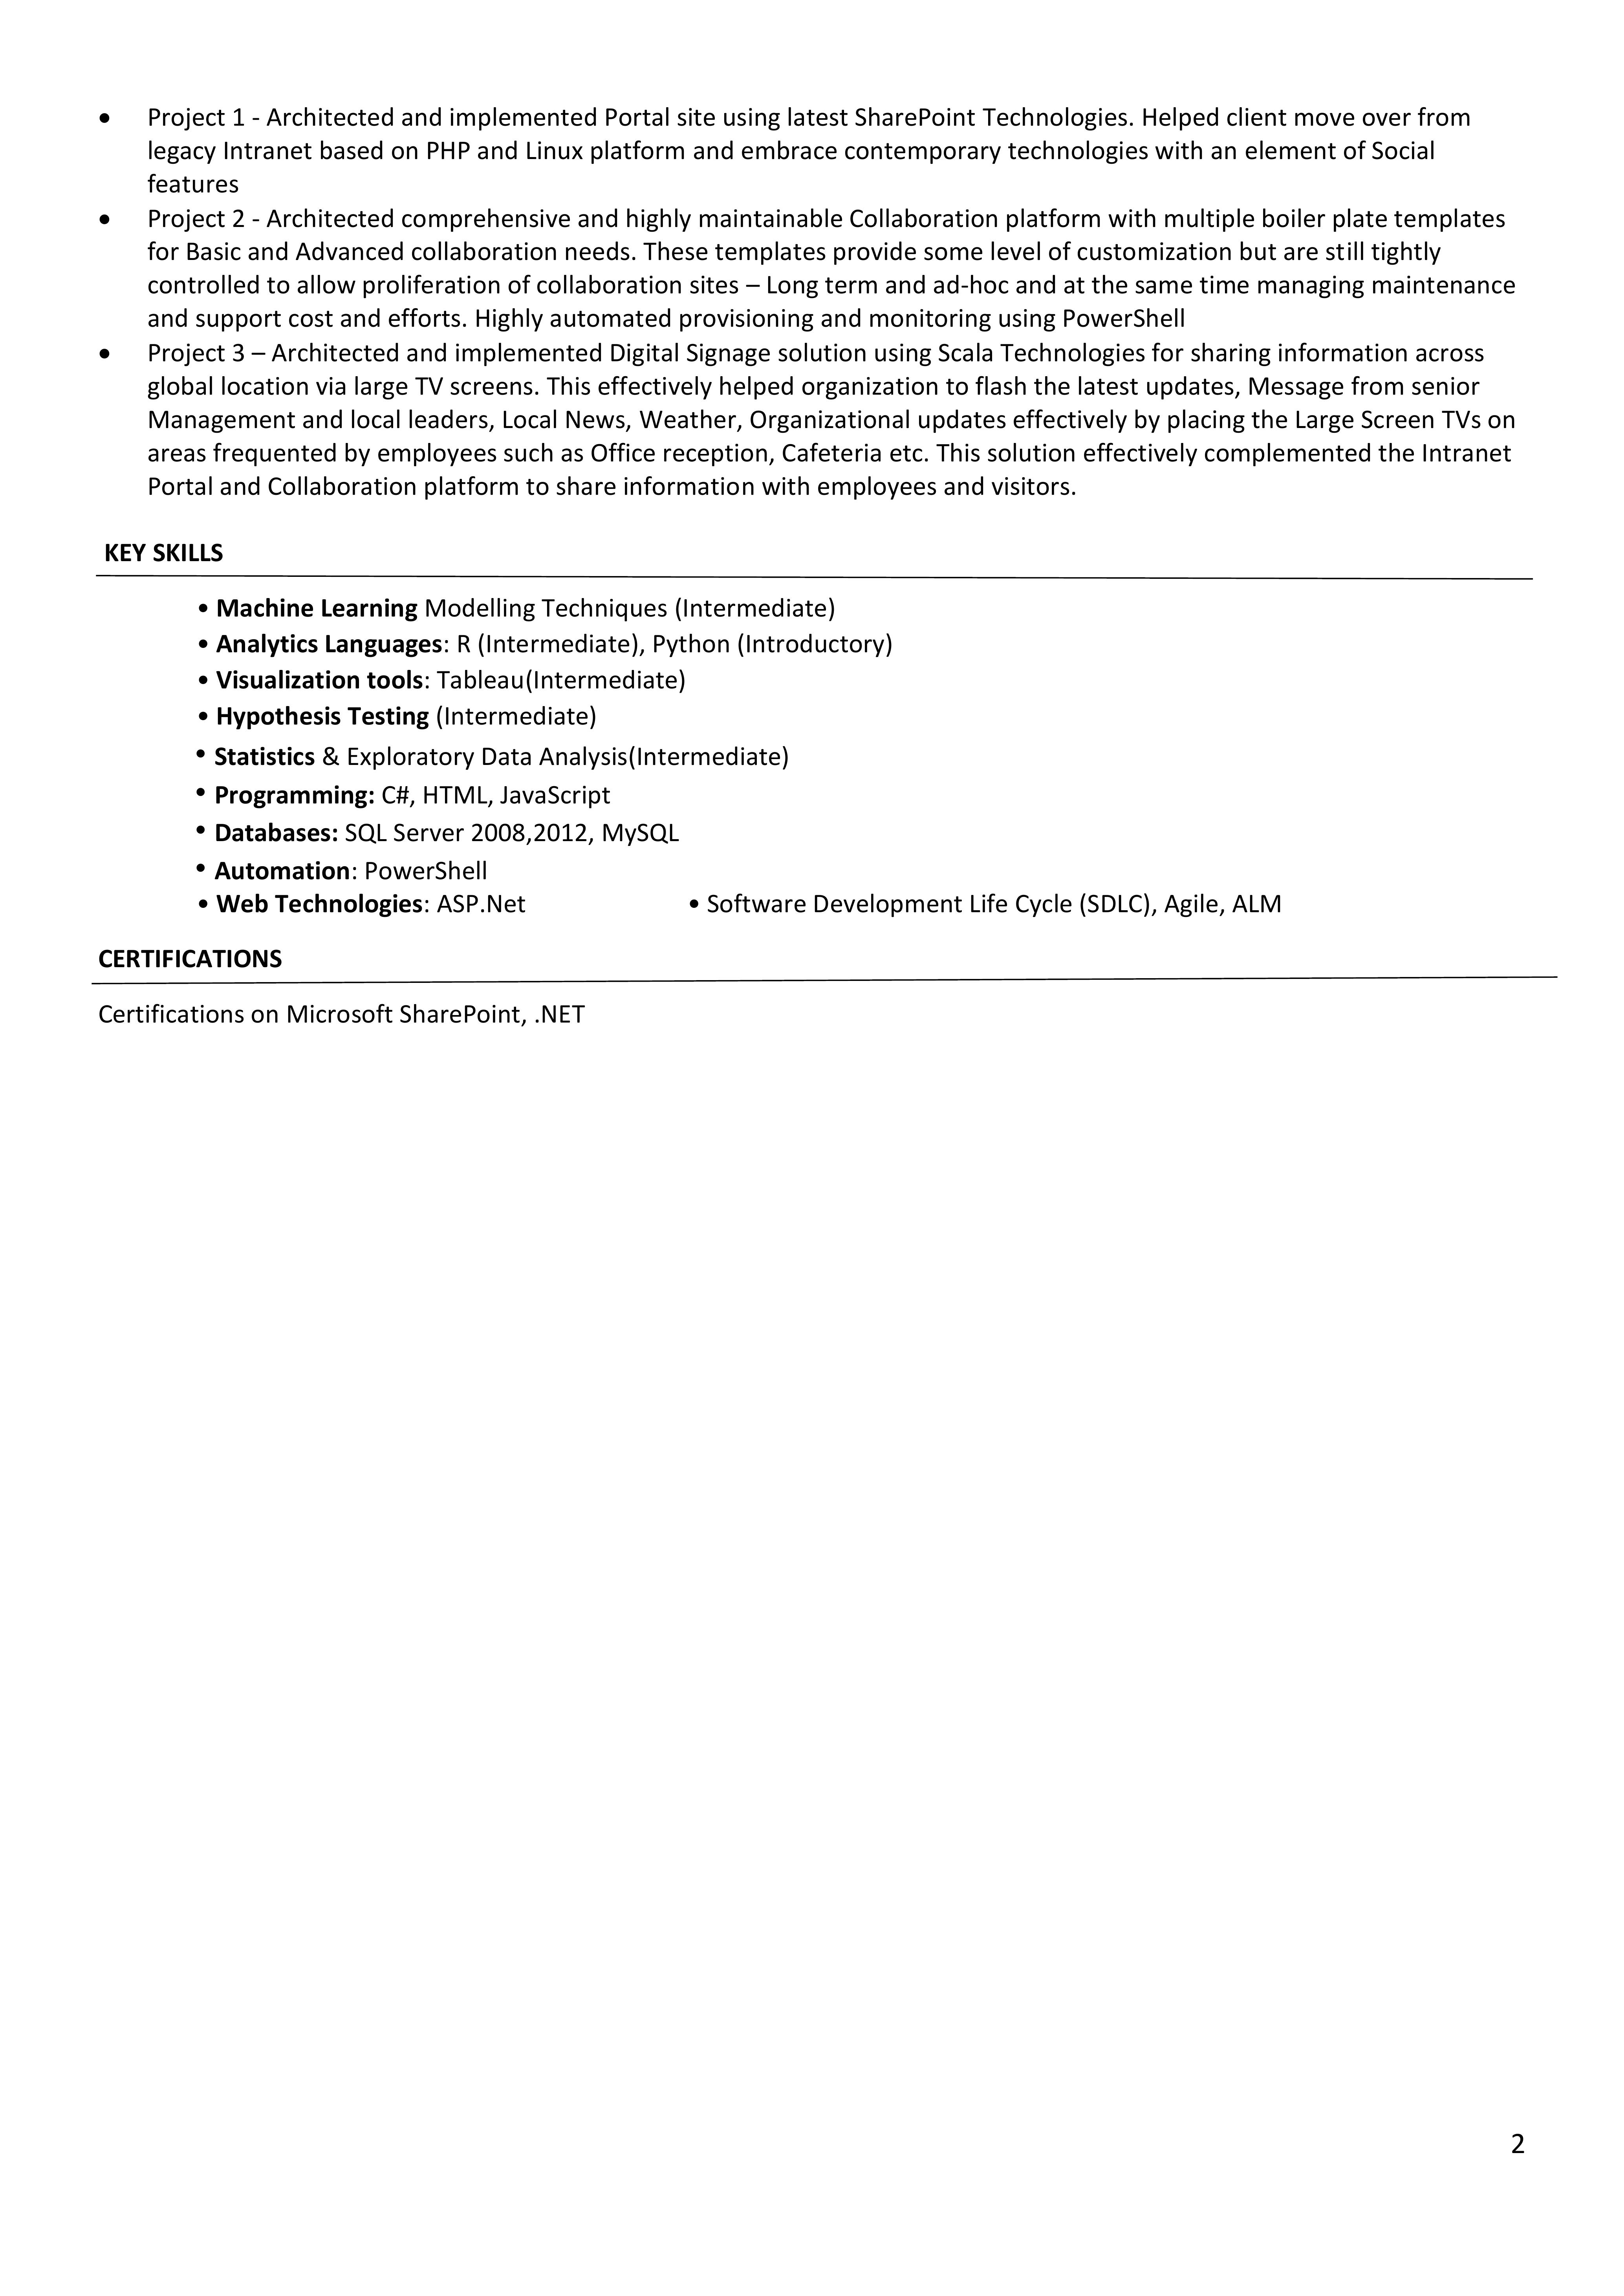 • Project 1 - Architected and implemented Portal site using latest SharePoint Technologies. Helped client move over from
legacy Intranet based on PHP and Linux platform and embrace contemporary technologies with an element of Social
features
• Project 2 - Architected comprehensive and highly maintainable Collaboration platform with multiple boiler plate templates
for Basic and Advanced collaboration needs. These templates provide some level of customization but are still tightly
controlled to allow proliferation of collaboration sites – Long term and ad-hoc and at the same time managing maintenance
and support cost and efforts. Highly automated provisioning and monitoring using PowerShell
• Project 3 – Architected and implemented Digital Signage solution using Scala Technologies for sharing information across
global location via large TV screens. This effectively helped organization to flash the latest updates, Message from senior
Management and local leaders, Local News, Weather, Organizational updates effectively by placing the Large Screen TVs on
areas frequented by employees such as Office reception, Cafeteria etc. This solution effectively complemented the Intranet
Portal and Collaboration platform to share information with employees and visitors.
KEY SKILLS
• Machine Learning Modelling Techniques (Intermediate)
• Analytics Languages: R (Intermediate), Python (Introductory)
• Visualization tools: Tableau(Intermediate)
• Hypothesis Testing (Intermediate)
• Statistics & Exploratory Data Analysis(Intermediate)
• Programming: C#, HTML, JavaScript
• Databases: SQL Server 2008,2012, MySQL
• Automation: PowerShell
• Web Technologies: ASP.Net • Software Development Life Cycle (SDLC), Agile, ALM
CERTIFICATIONS
Certifications on Microsoft SharePoint, .NET
2